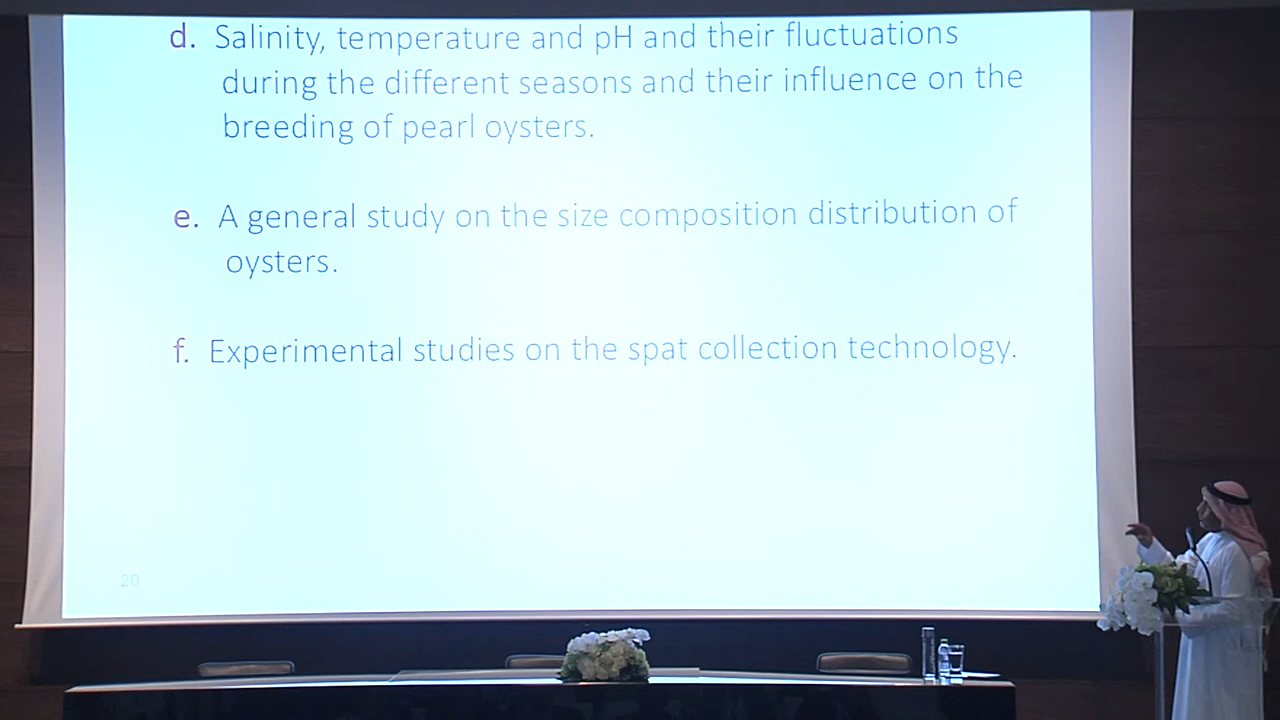 d. Salinity, temperature and pH and their fluctuations
during the different seasons and their influence on the
breeding of pearl oysters.
e. A general study on the size composition distribution of
oysters.
f. Experimental studies on the spat collection technology.
20